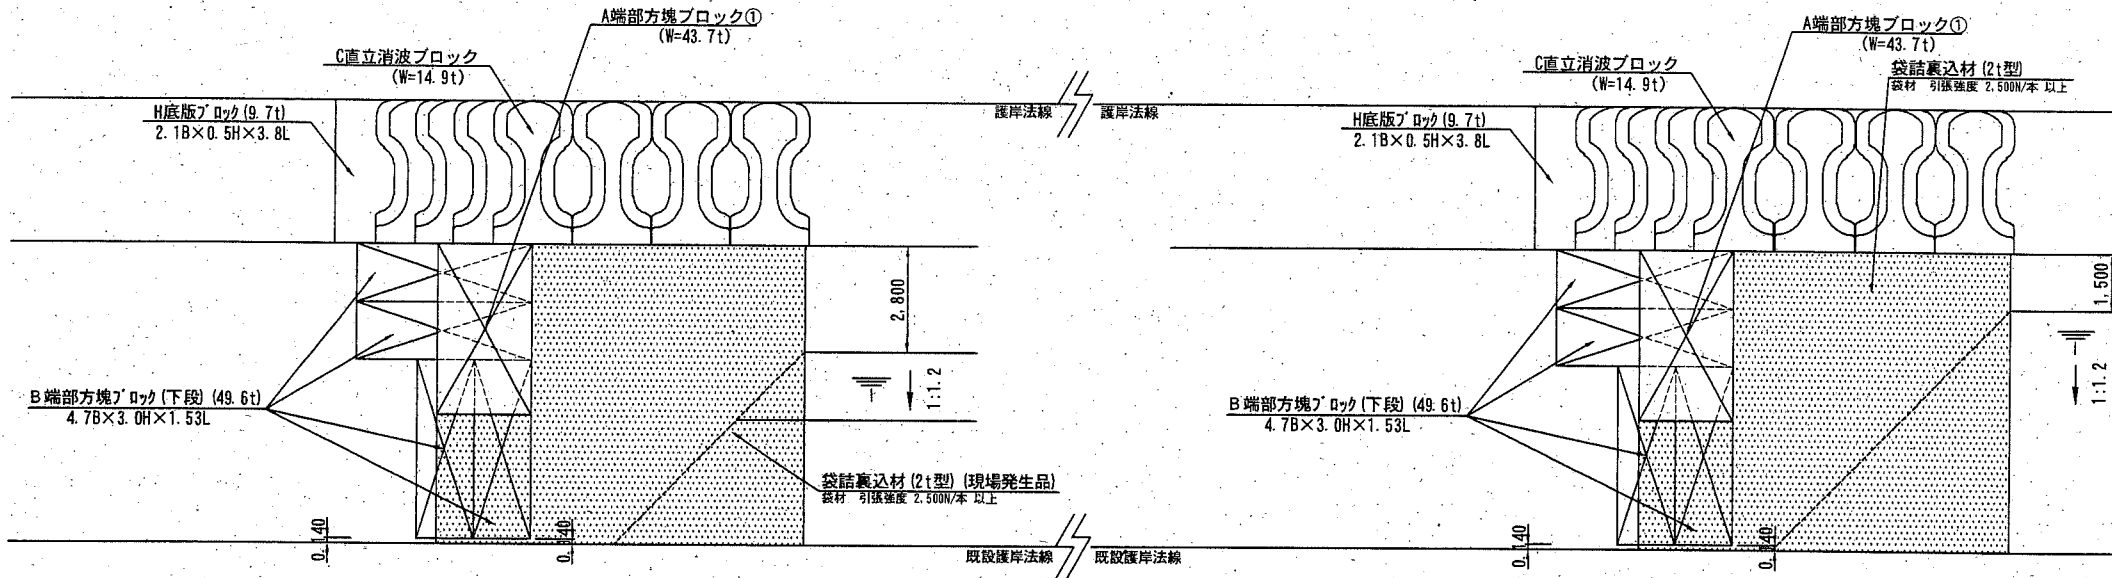 A端部方塊ブロック①
(W=43.7t)
C直立消波ブロック
(W=14.9t)
H底版ブロック(9.7t)
2.1B×0.5H×3.8L
護岸法線
2,800
1:1.2
B端部方塊ブロック(下段)(49.6t)
4.7B×3.0H×1.53L
袋詰裏込材(2t型)(現場発生品)
袋材 引張強度 2,500N/本 以上
0.140
0.140
既設護岸法線
A端部方塊ブロック①
(W=43.7t)
C直立消波ブロック
(W=14.9t)
袋詰裏込材(2t型)
袋材 引張強度 2,500N/本 以上
護岸法線
H底版ブロック(9.7t)
2.1B×0.5H×3.8L
1,500
1:1.2
B端部方塊ブロック(下段)(49.6t)
4.7B×3.0H×1.53L
0.140
0.140
既設護岸法線